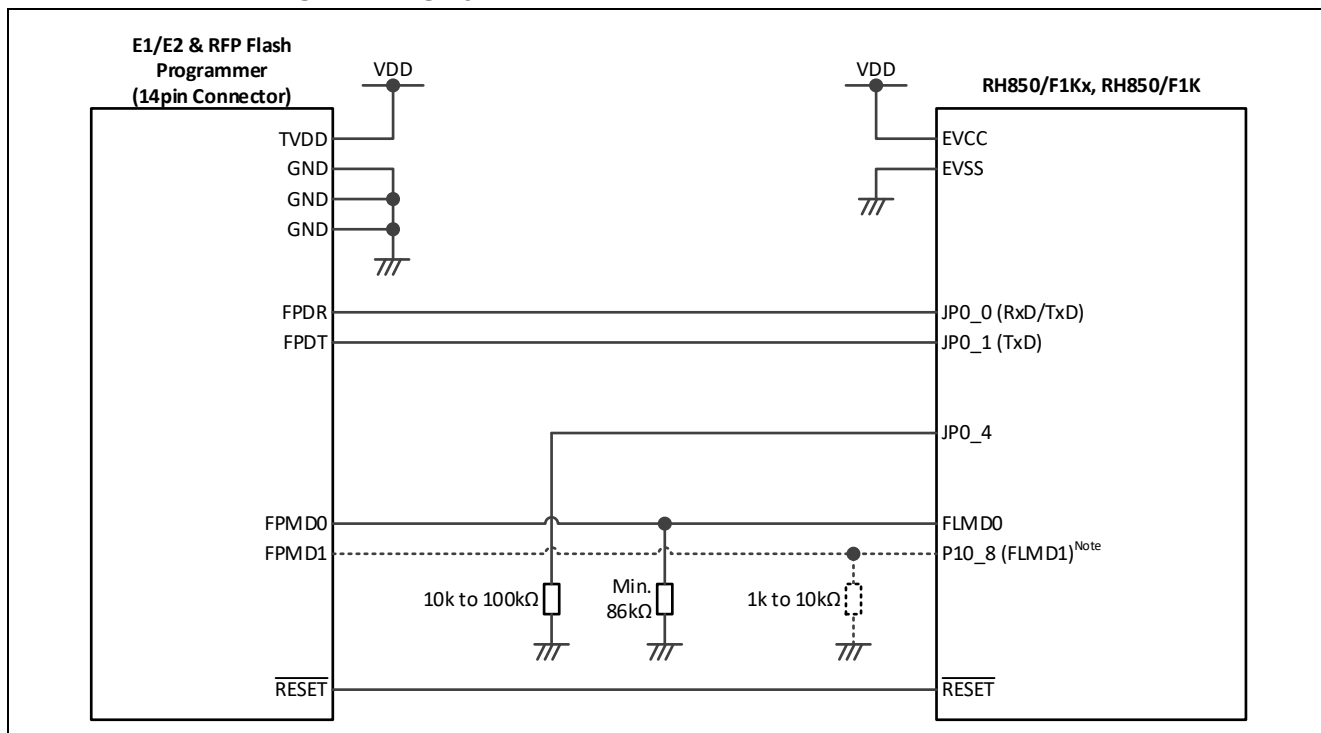 E1/E2 & RFP Flash
Programmer
(14pin Connector)
VDD
VDD
RH850/F1Kx, RH850/F1K
TVDD
GND
GND
GND
EVCC
EVSS
FPDR
FPDT
JP0_0 (RxD/TxD)
JP0_1 (TxD)
JP0_4
FPMD0
FPMD1
FLMD0
P10_8 (FLMD1)Note
10k to 100kΩ
Min.
86kΩ
1k to 10kΩ
RESET
RESET